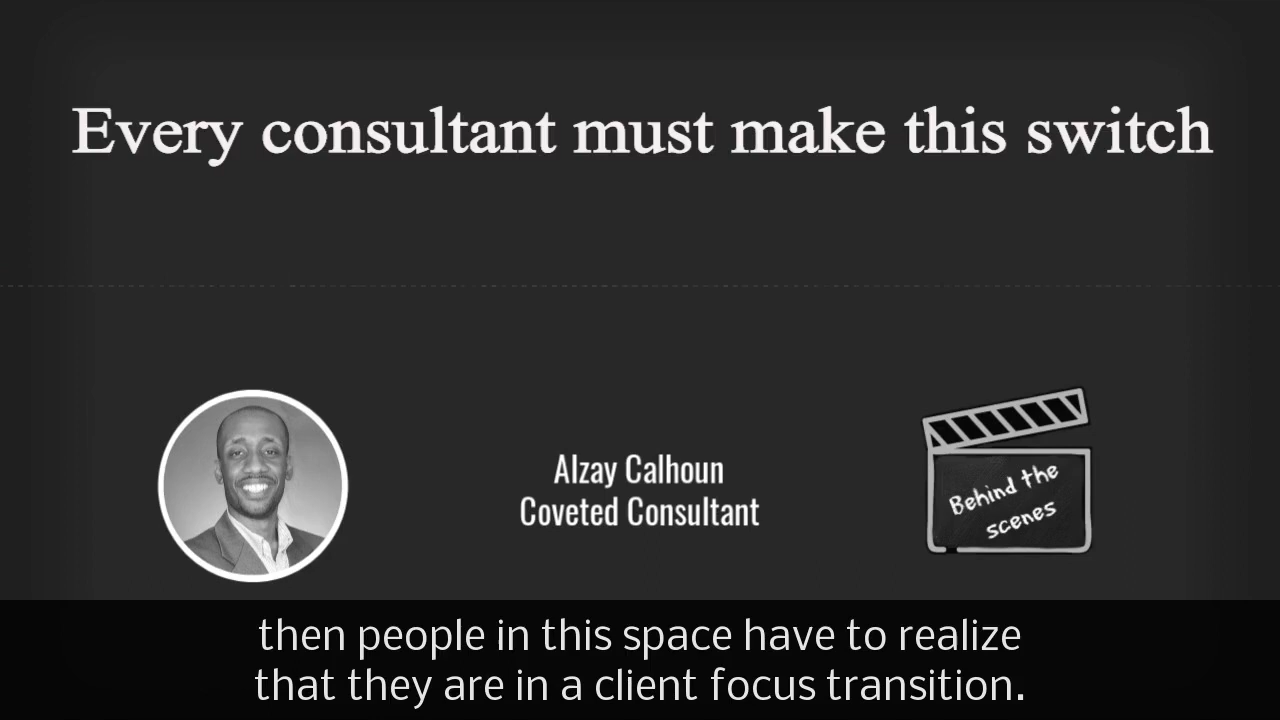 Every consultant must make this switch
Alzay Calhoun
Coveted Consultant
Behind the
scenes
then people in this space have to realize
that they are in a client focus transition.